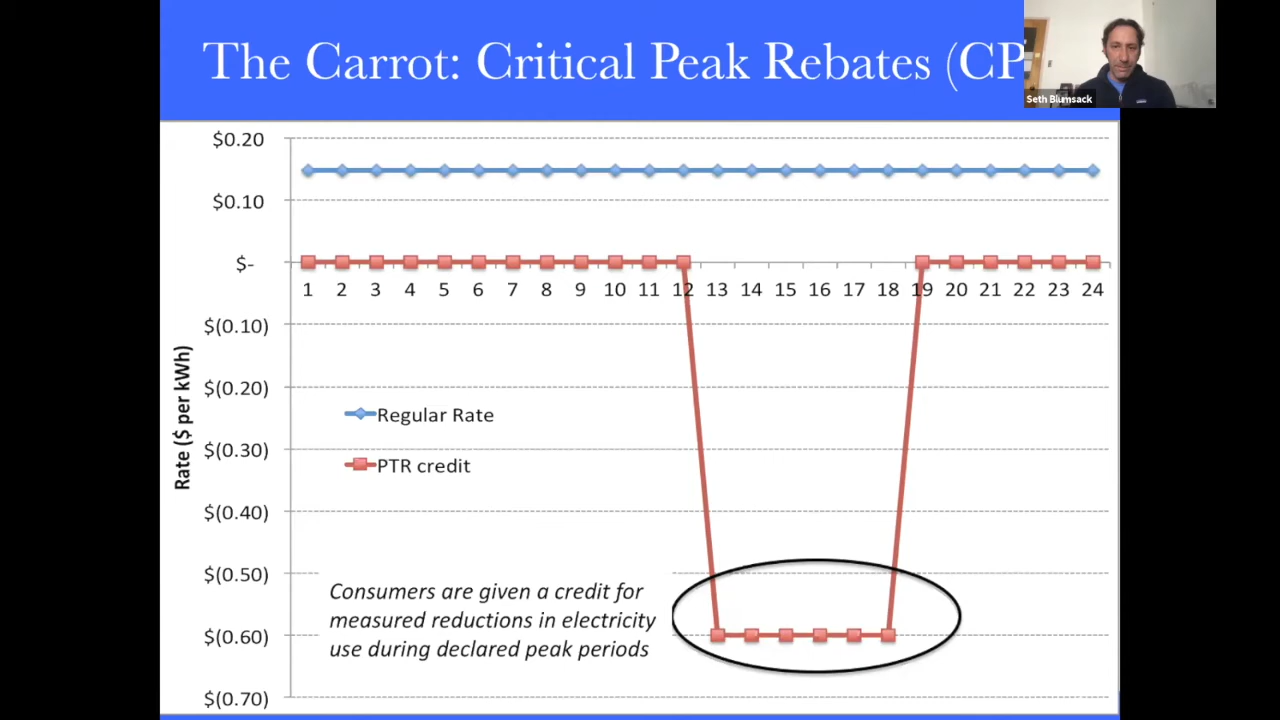 The Carrot: Critical Peak Rebates (CP
Seth Blumsack
$0.20
$0.10
$-
1 2 3 4 5 6 7 8 9 10 11 12 13 14 15 16 17 18 19 20 21 22 23 24
$(0.10)
$(0.20)
$(0.30)
$(0.40)
$(0.50)
$(0.60)
$(0.70)
Rate ($ per kWh)
Regular Rate
PTR credit
Consumers are given a credit for
measured reductions in electricity
use during declared peak periods